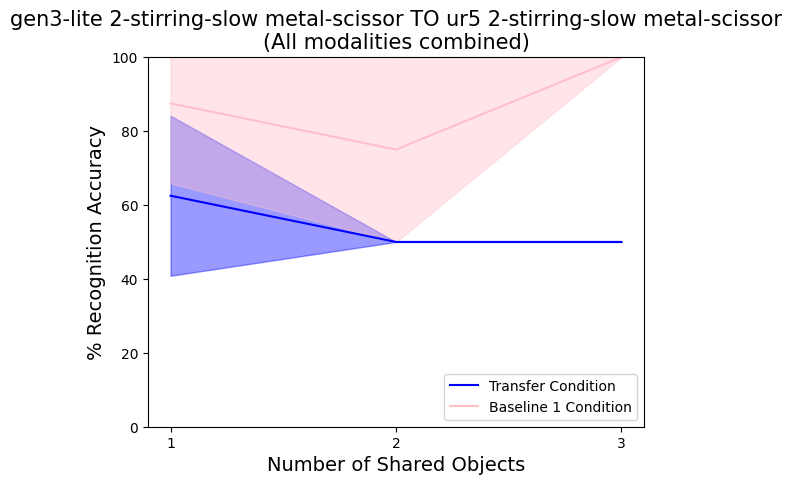 gen3-lite 2-stirring-slow metal-scissor TO ur5 2-stirring-slow metal-scissor
(All modalities combined)
100
80
60
40
20
0
% Recognition Accuracy
1
2
3
Number of Shared Objects
Transfer Condition
Baseline 1 Condition